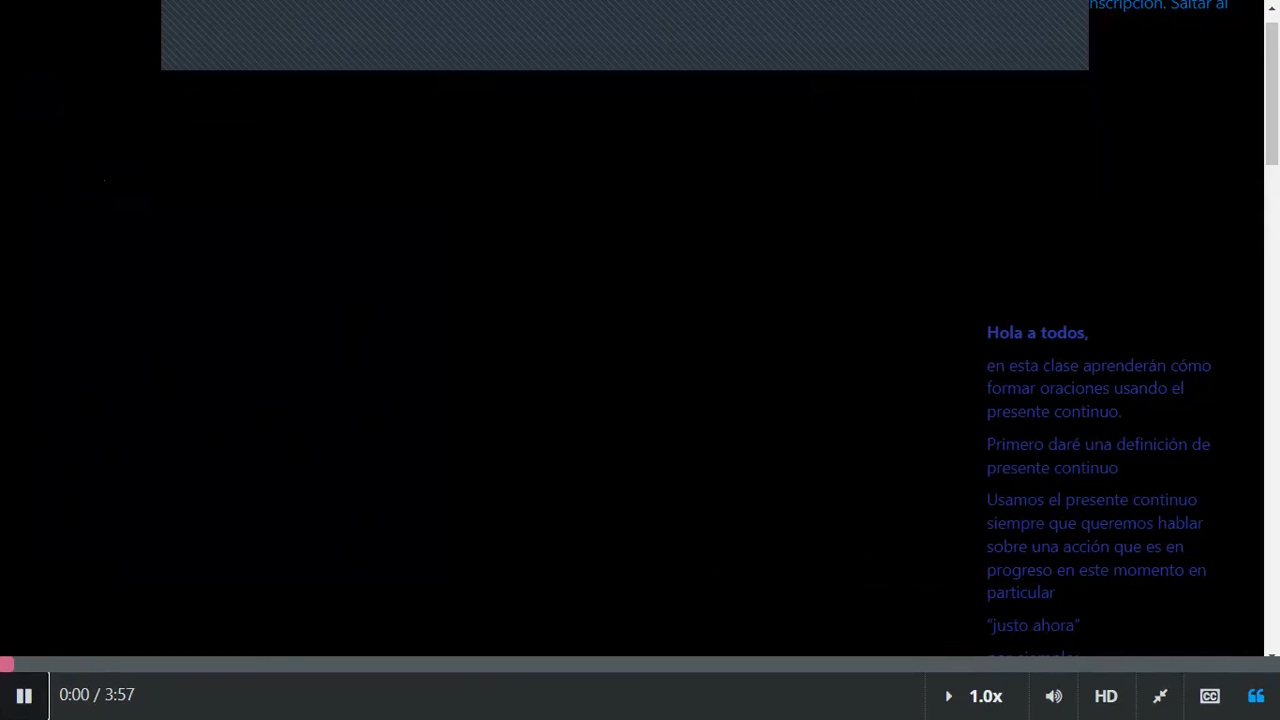 Saltar al
Hola a todos,
en esta clase aprenderán cómo
formar oraciones usando el
presente continuo.
Primero daré una definición de
presente continuo
Usamos el presente continuo
siempre que queremos hablar
sobre una acción que es en
progreso en este momento en
particular
"justo ahora"
0:00 / 3:57
1.0x
HD
CC